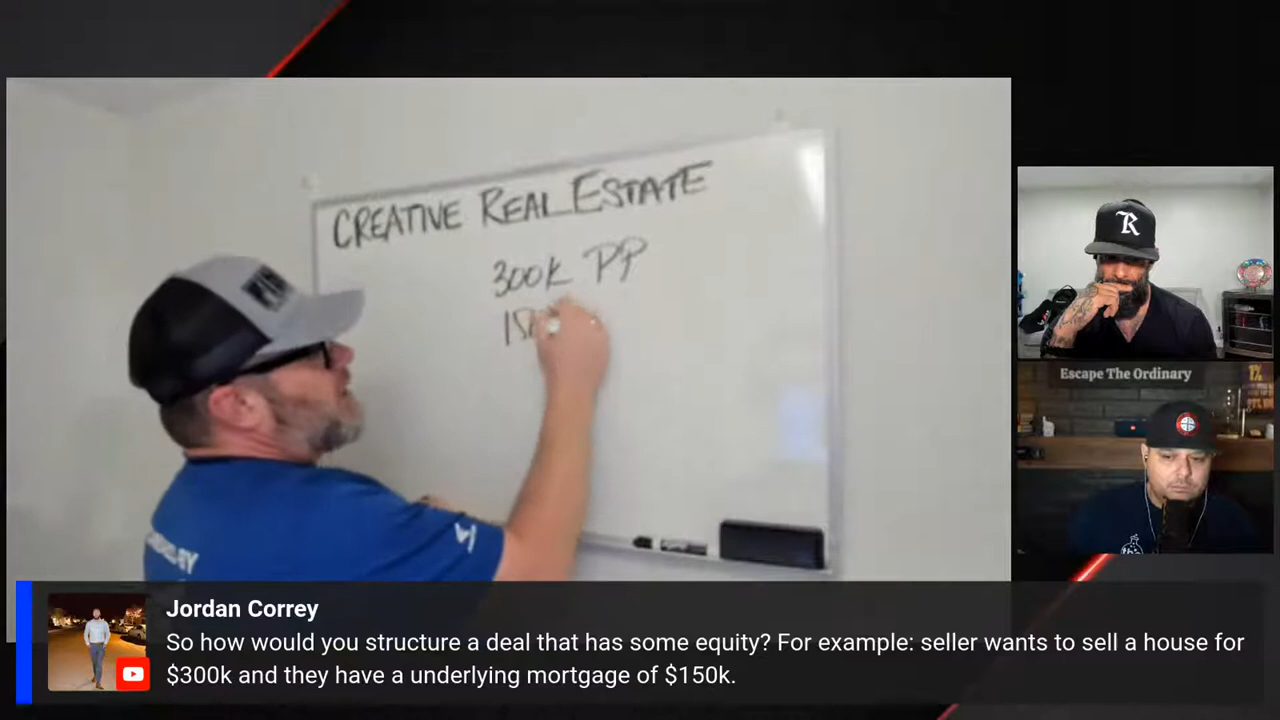 CREATIVE REAL ESTATE
300K PP
Escape The Ordinary
1%
Jordan Correy
So how would you structure a deal that has some equity? For example: seller wants to sell a house for
$300k and they have a underlying mortgage of $150k.